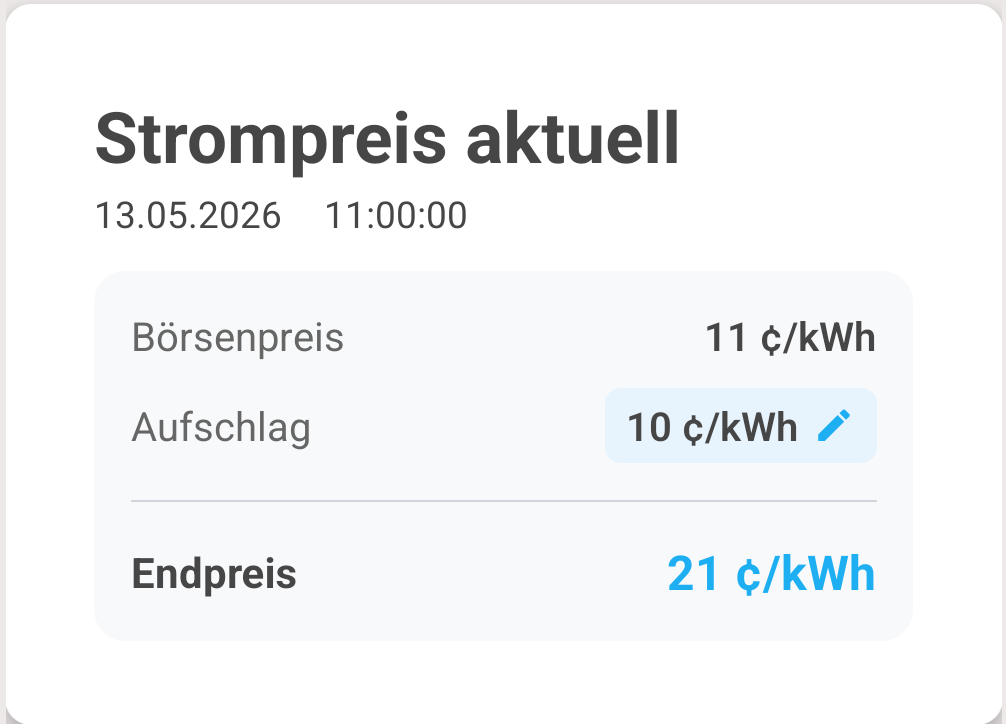 Strompreis aktuell
13.05.2026 11:00:00
Börsenpreis 11 ¢/kWh
Aufschlag 10 ¢/kWh
Endpreis 21 ¢/kWh